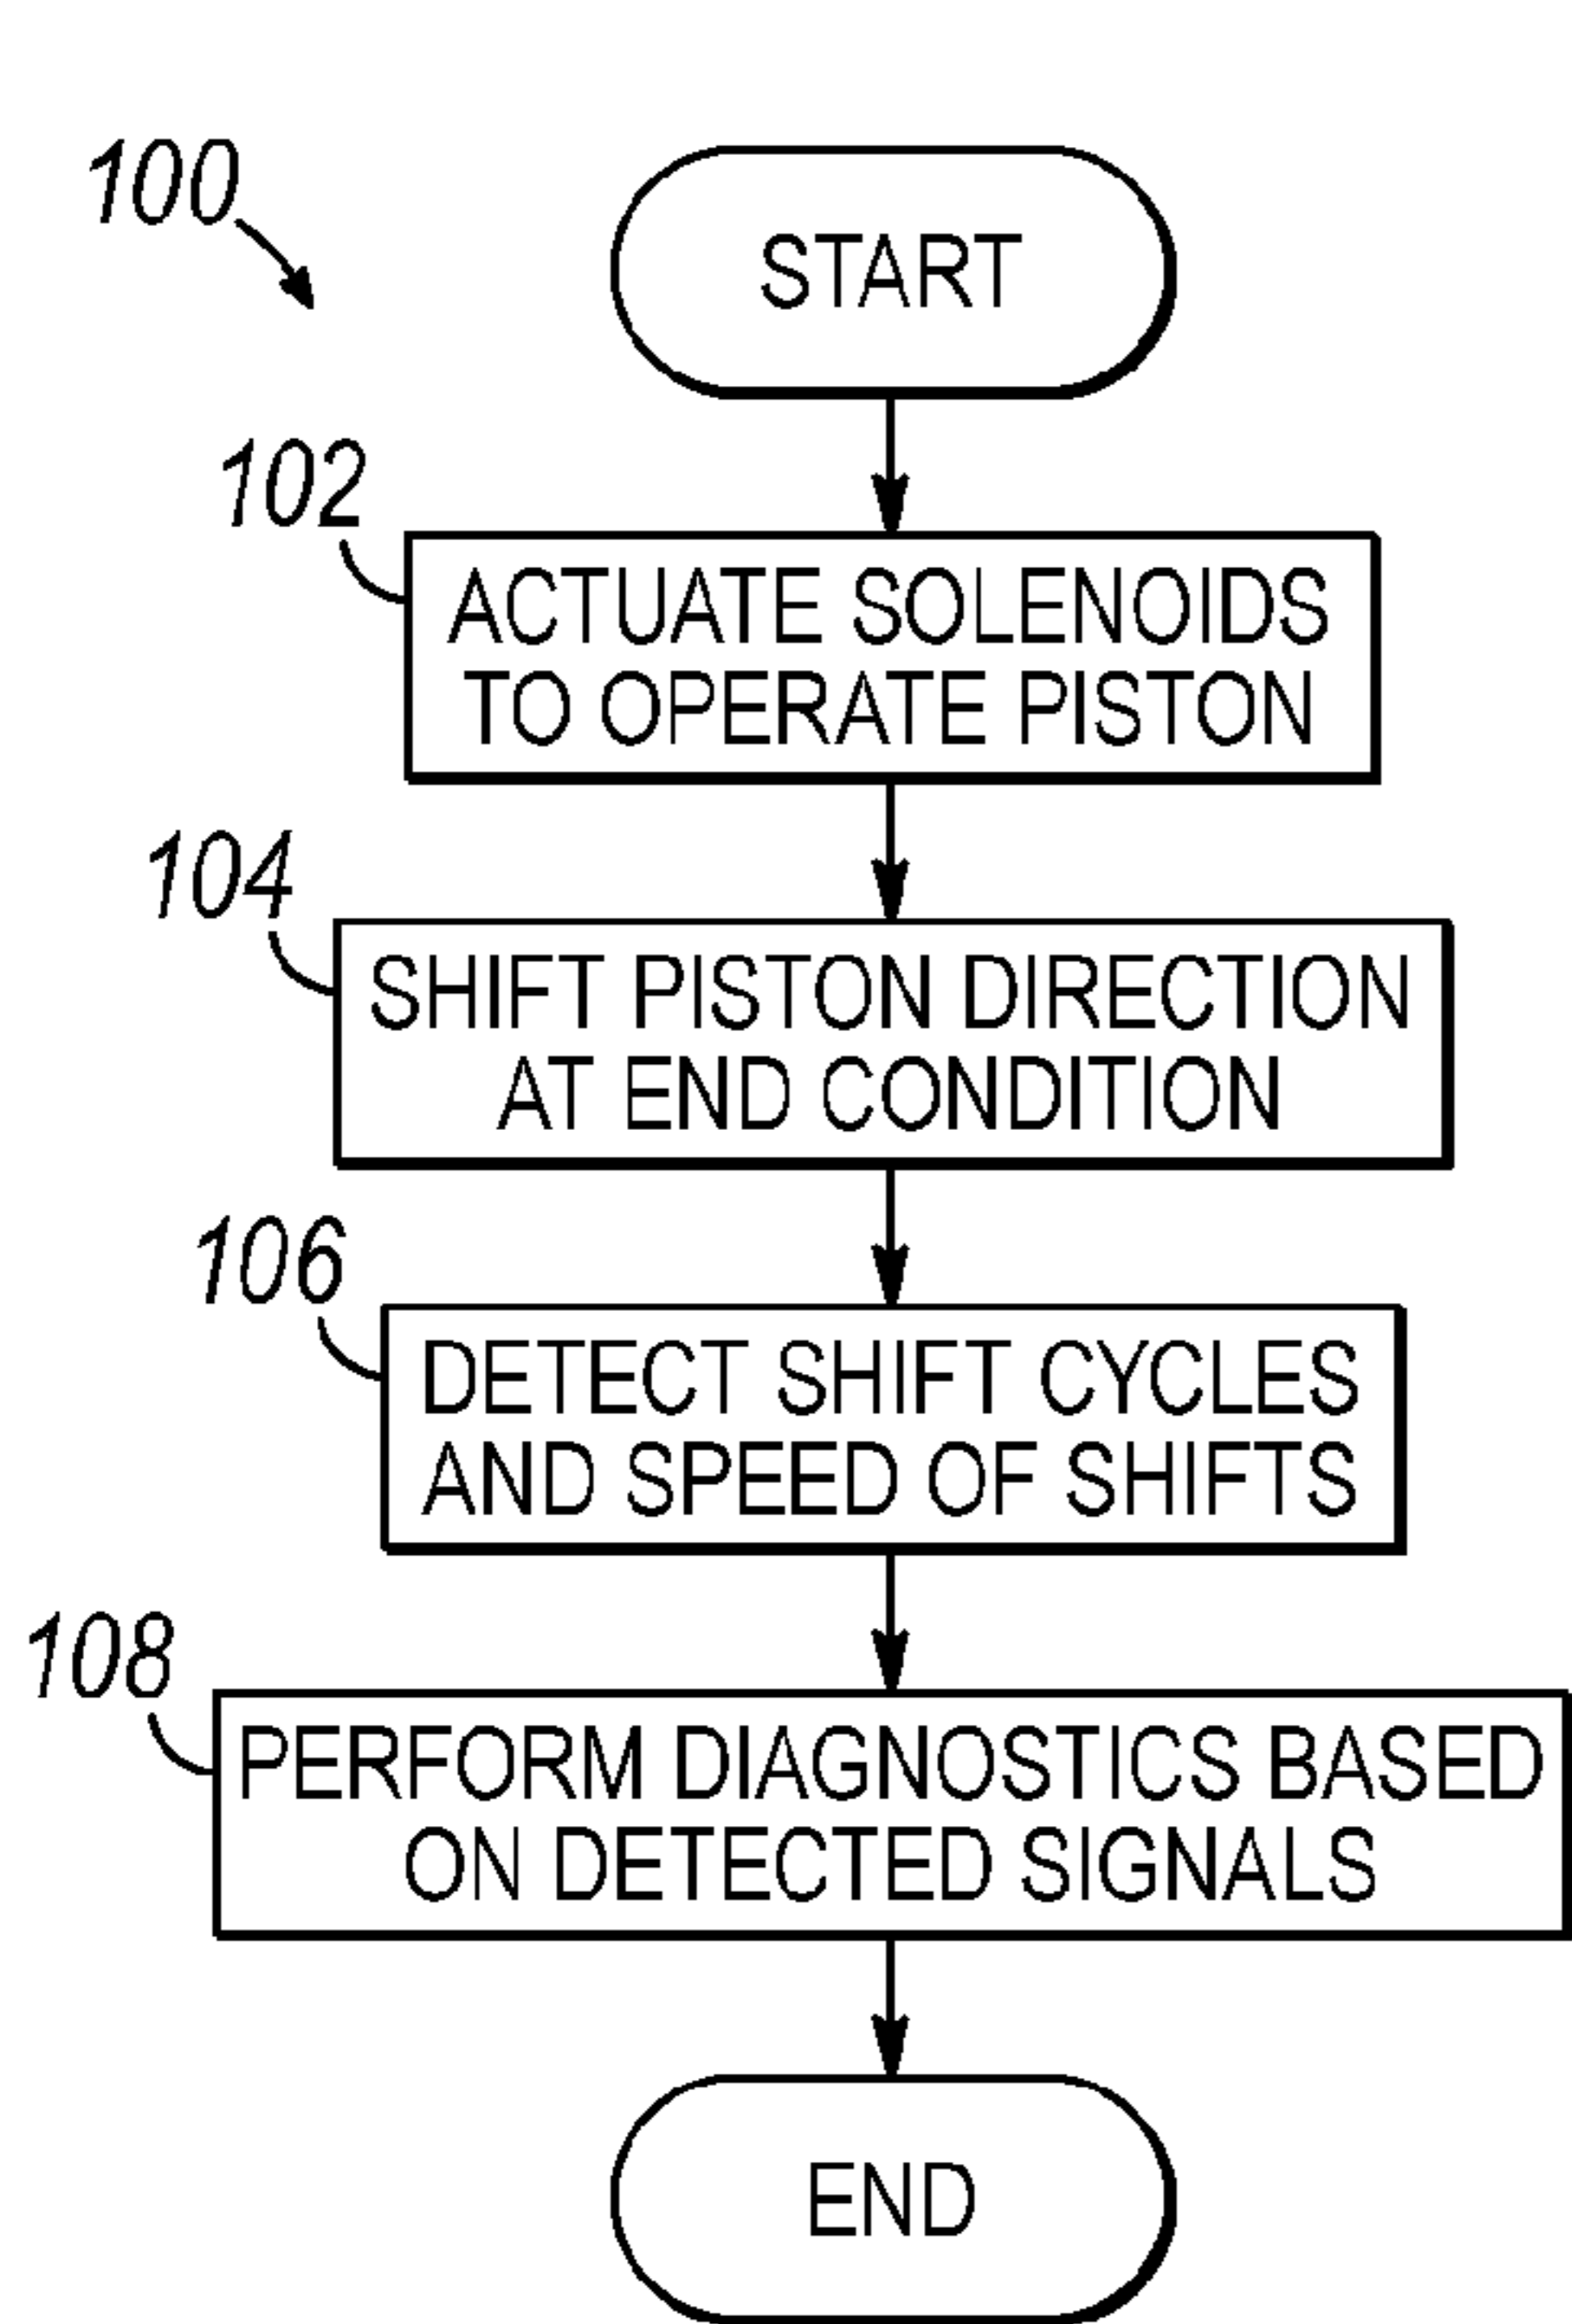 100
START
102
ACTUATE SOLENOIDS
TO OPERATE PISTON
104
SHIFT PISTON DIRECTION
AT END CONDITION
106
DETECT SHIFT CYCLES
AND SPEED OF SHIFTS
108
PERFORM DIAGNOSTICS BASED
ON DETECTED SIGNALS
END